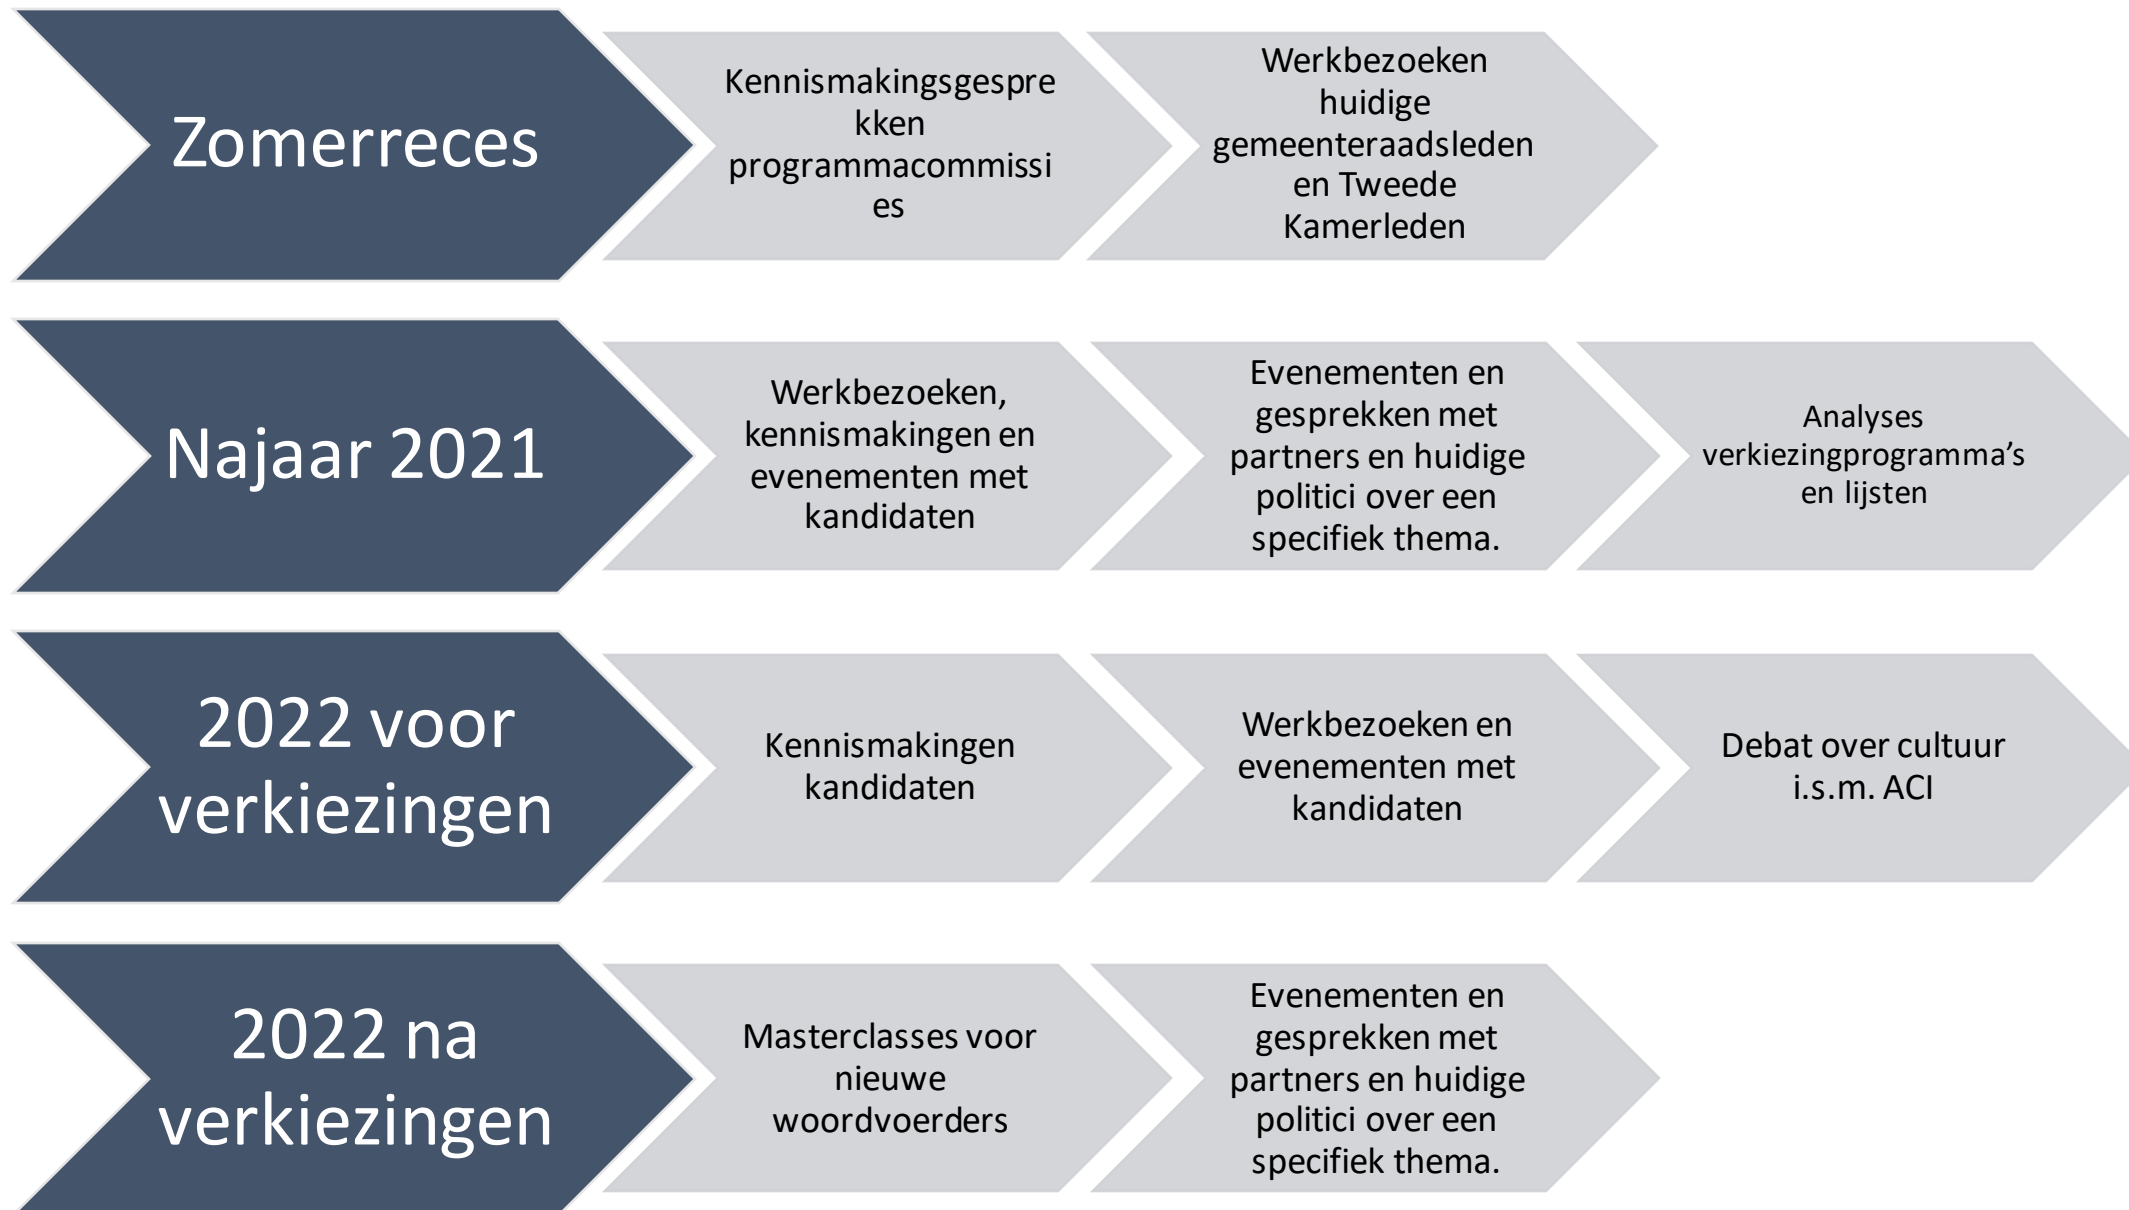 Zomerreces
Kennismakingsgespre
kken
programmacommissi
es
Werkbezoeken
huidige
gemeenteraadsleden
en Tweede
Kamerleden
Najaar 2021
Werkbezoeken,
kennismakingen en
evenementen met
kandidaten
Evenementen en
gesprekken met
partners en huidige
politici over een
specifiek thema.
Analyses
verkiezingprogramma’s
en lijsten
2022 voor
verkiezingen
Kennismakingen
kandidaten
Werkbezoeken en
evenementen met
kandidaten
Debat over cultuur
i.s.m. ACI
2022 na
verkiezingen
Masterclasses voor
nieuwe
woordvoerders
Evenementen en
gesprekken met
partners en huidige
politici over een
specifiek thema.